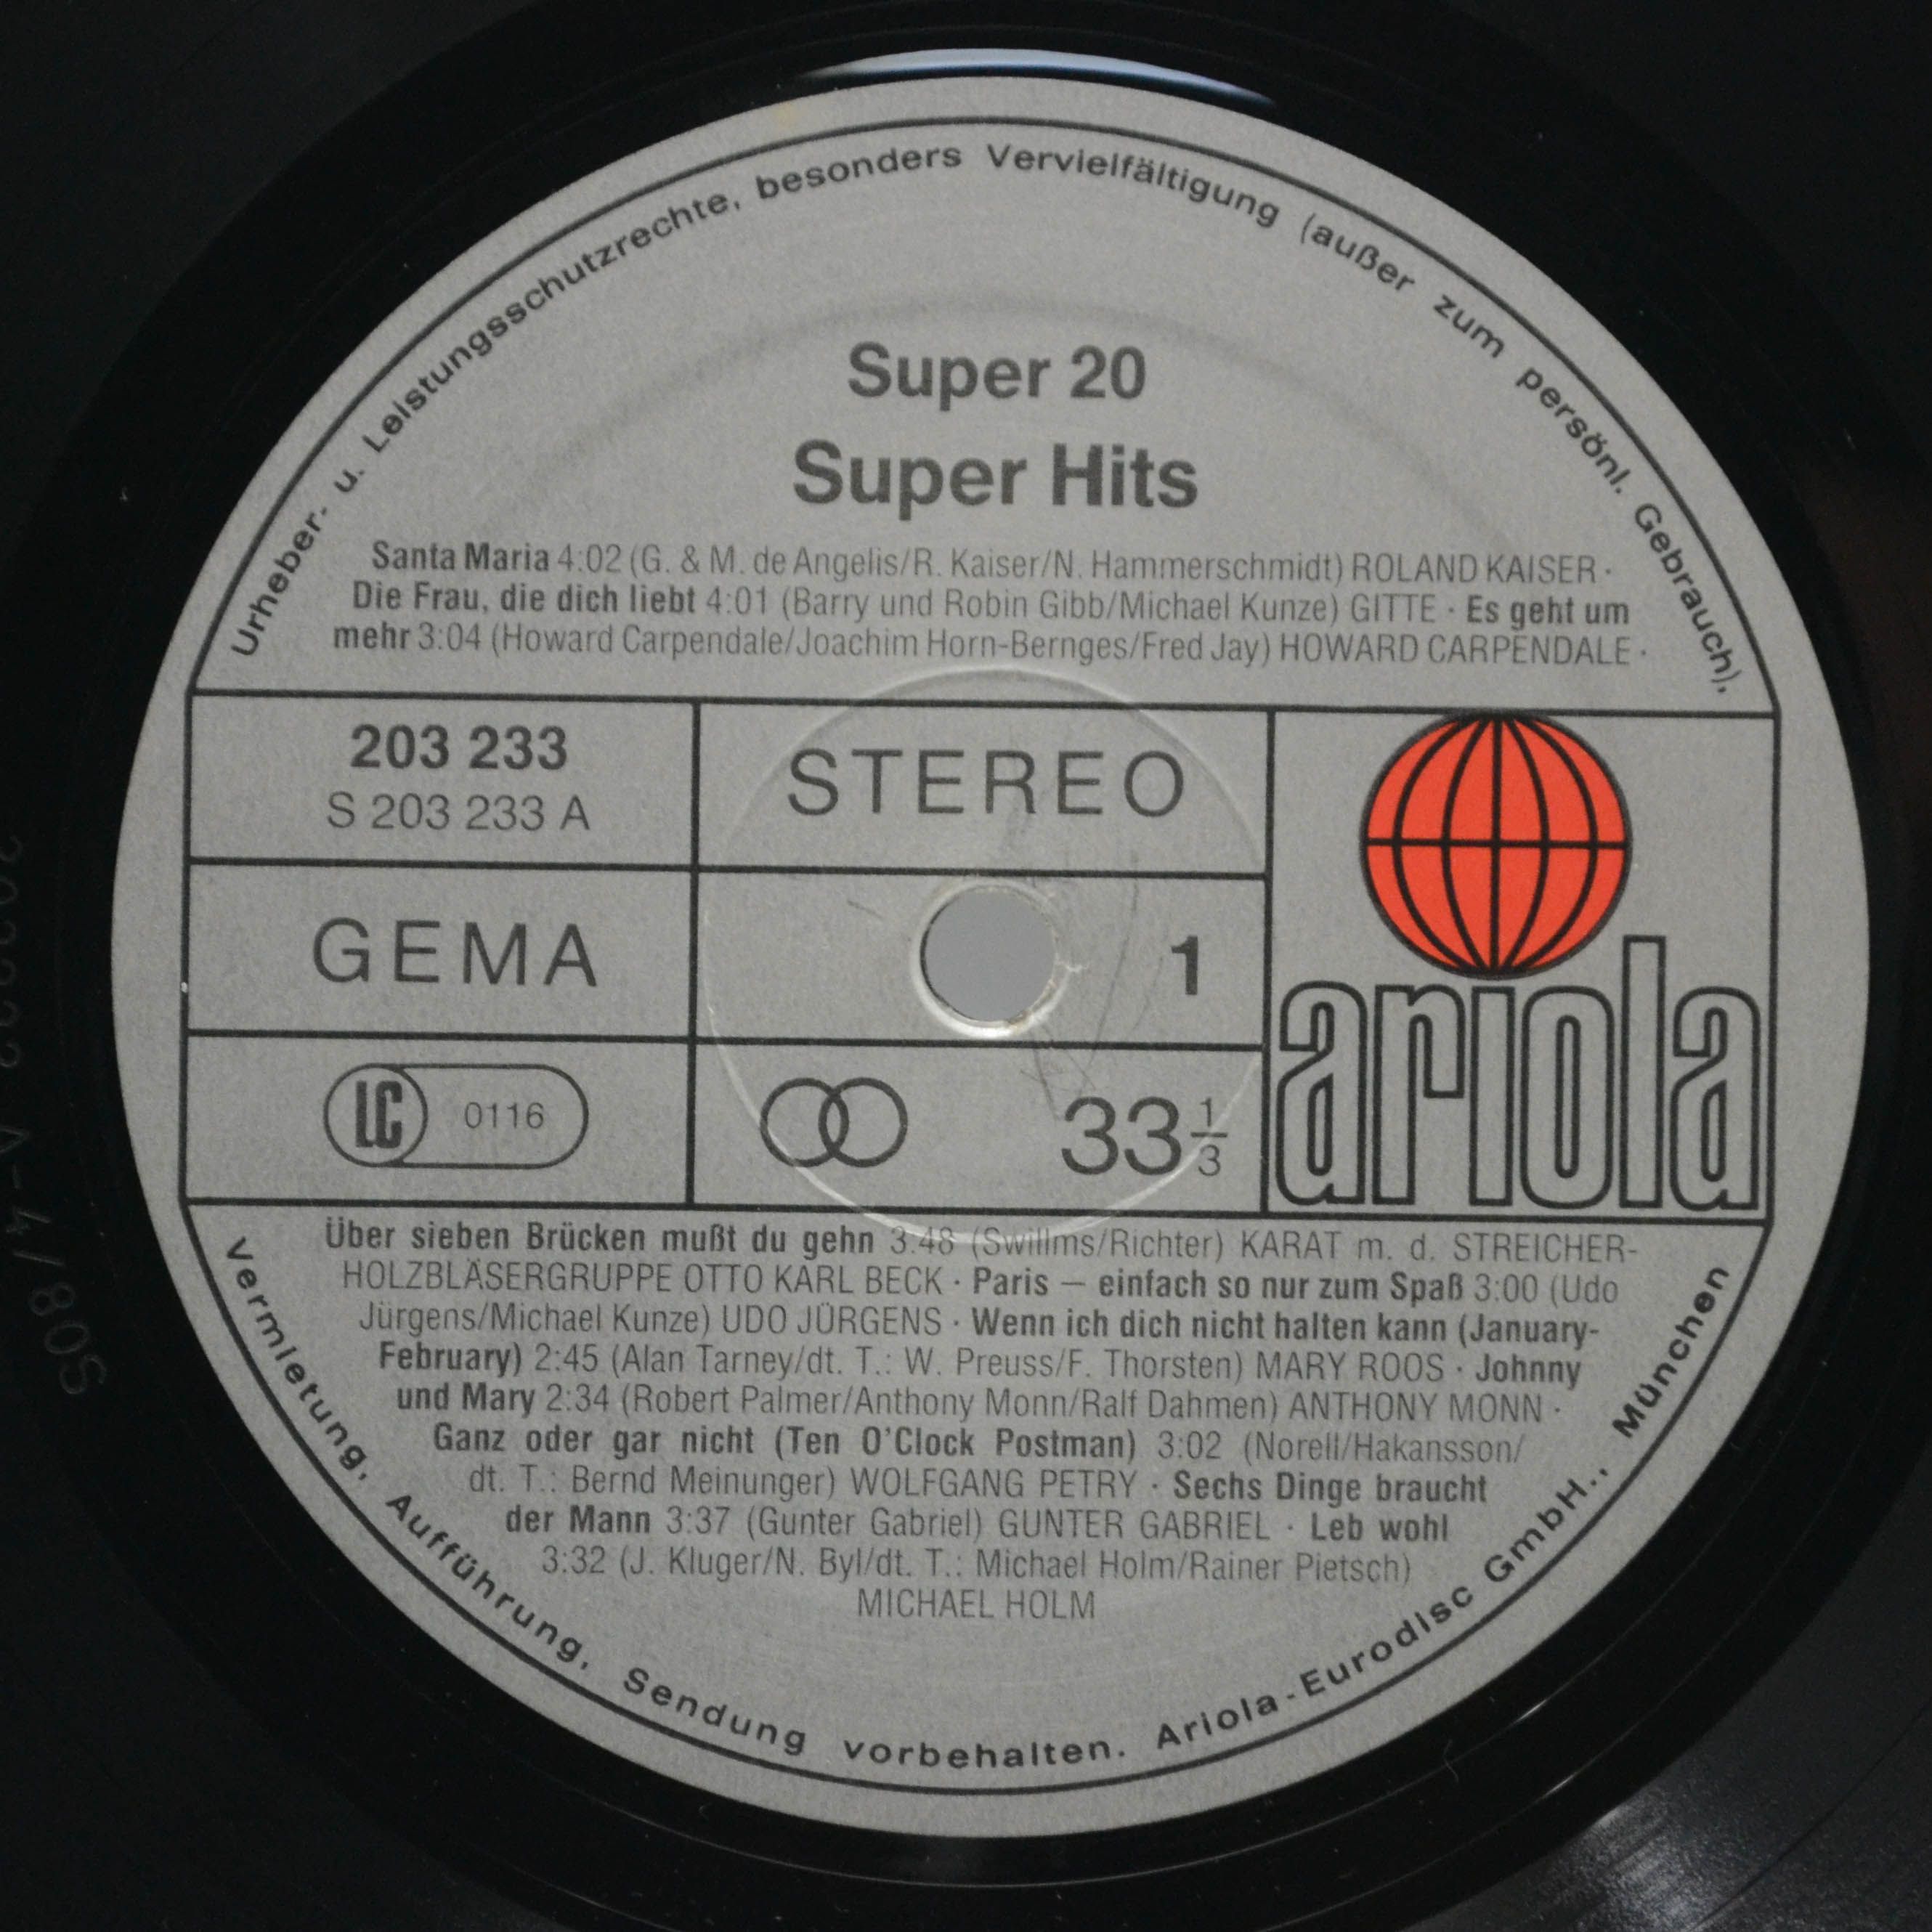 Urheber- u. Leistungsschutzrechte, besonders Vervielfältigung (außer zum persönl. Gebrauch),
Super 20
Super Hits
Santa Maria 4:02 (G. & M. de Angelis/R. Kaiser/N. Hammerschmidt) ROLAND KAISER ·
Die Frau, die dich liebt 4:01 (Barry und Robin Gibb/Michael Kunze) GITTE · Es geht um
mehr 3:04 (Howard Carpendale/Joachim Horn-Bernges/Fred Jay) HOWARD CARPENDALE ·
203 233
S 203 233 A
STEREO
GEMA
1
LC 0116
33 1/3
ariola
Über sieben Brücken mußt du gehn 3:48 (Swillms/Richter) KARAT m. d. STREICHER-
HOLZBLÄSERGRUPPE OTTO KARL BECK · Paris – einfach so nur zum Spaß 3:00 (Udo
Jürgens/Michael Kunze) UDO JÜRGENS · Wenn ich dich nicht halten kann (January-
February) 2:45 (Alan Tarney/dt. T.: W. Preuss/F. Thorsten) MARY ROOS · Johnny
und Mary 2:34 (Robert Palmer/Anthony Monn/Ralf Dahmen) ANTHONY MONN ·
Ganz oder gar nicht (Ten O'Clock Postman) 3:02 (Norell/Hakansson/
dt. T.: Bernd Meinunger) WOLFGANG PETRY · Sechs Dinge braucht
der Mann 3:37 (Gunter Gabriel) GUNTER GABRIEL · Leb wohl
3:32 (J. Kluger/N. Byl/dt. T.: Michael Holm/Rainer Pietsch)
MICHAEL HOLM
Vermietung, Aufführung, Sendung vorbehalten. Ariola-Eurodisc GmbH., München